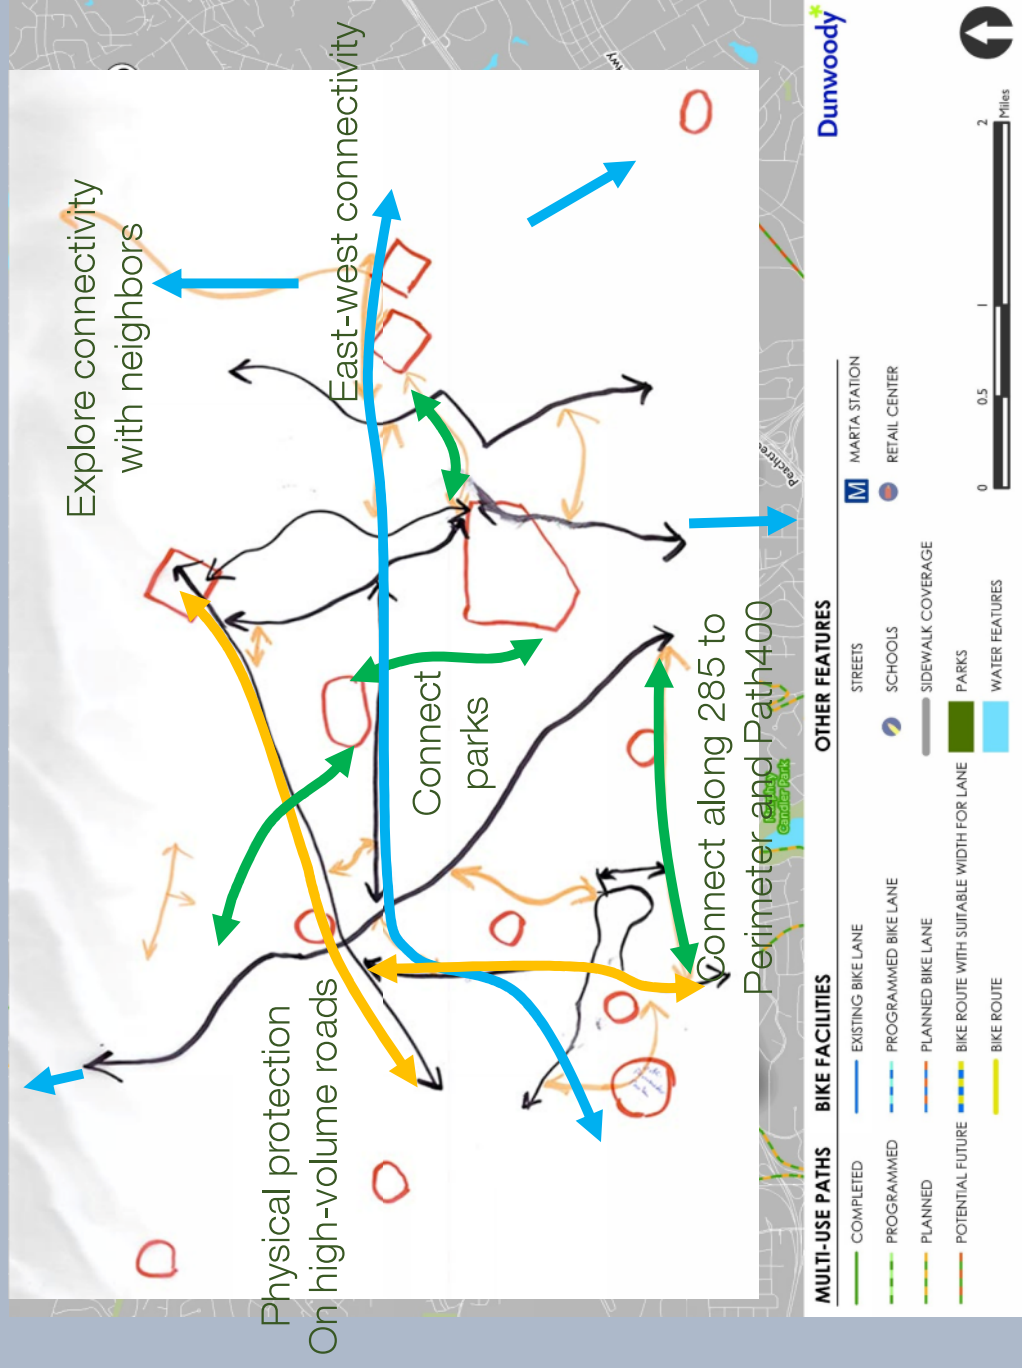 Explore connectivity
with neighbors
East-west connectivity
Connect
parks
Physical protection
On high-volume roads
Connect along 285 to
Perimeter and Path400
Peachtree
Candler Park
Dunwoody
MULTI-USE PATHS
COMPLETED
PROGRAMMED
PLANNED
POTENTIAL FUTURE
BIKE FACILITIES
EXISTING BIKE LANE
PROGRAMMED BIKE LANE
PLANNED BIKE LANE
BIKE ROUTE WITH SUITABLE WIDTH FOR LANE
BIKE ROUTE
OTHER FEATURES
STREETS
SCHOOLS
SIDEWALK COVERAGE
PARKS
WATER FEATURES
M MARTA STATION
RETAIL CENTER
0 0.5 1 2
Miles